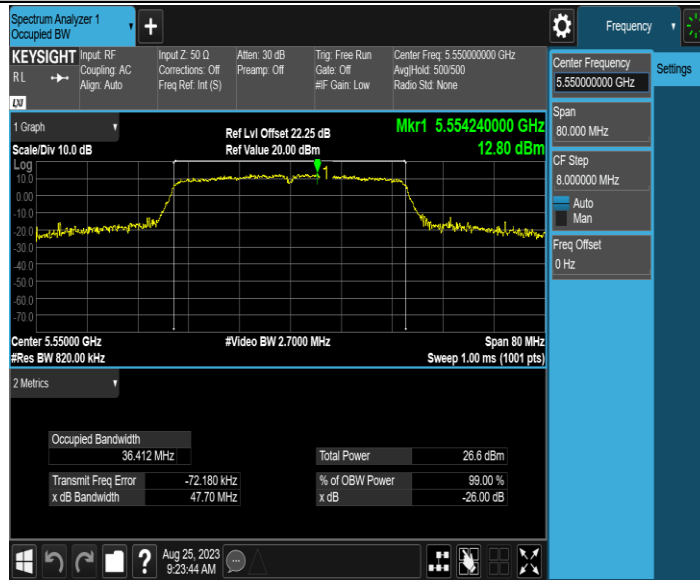 Spectrum Analyzer 1
Occupied BW
+
Frequency
KEYSIGHT
RL
LXI
Input: RF
Coupling: AC
Align: Auto
Input Z: 50 Ω
Corrections: Off
Freq Ref: Int (S)
Atten: 30 dB
Preamp: Off
Trig: Free Run
Gate: Off
#IF Gain: Low
Center Freq: 5.550000000 GHz
Avg|Hold: 500/500
Radio Std: None
Center Frequency
5.550000000 GHz
Settings
Span
80.000 MHz
CF Step
8.000000 MHz
Auto
Man
Freq Offset
0 Hz
1 Graph
Scale/Div 10.0 dB
Ref Lvl Offset 22.25 dB
Ref Value 20.00 dBm
Mkr1 5.554240000 GHz
12.80 dBm
Log
10.0
0.00
-10.0
-20.0
-30.0
-40.0
-50.0
-60.0
-70.0
1
Center 5.55000 GHz
#Res BW 820.00 kHz
#Video BW 2.7000 MHz
Span 80 MHz
Sweep 1.00 ms (1001 pts)
2 Metrics
Occupied Bandwidth
36.412 MHz
Total Power 26.6 dBm
Transmit Freq Error -72.180 kHz
% of OBW Power 99.00 %
x dB Bandwidth 47.70 MHz
x dB -26.00 dB
?
Aug 25, 2023
9:23:44 AM